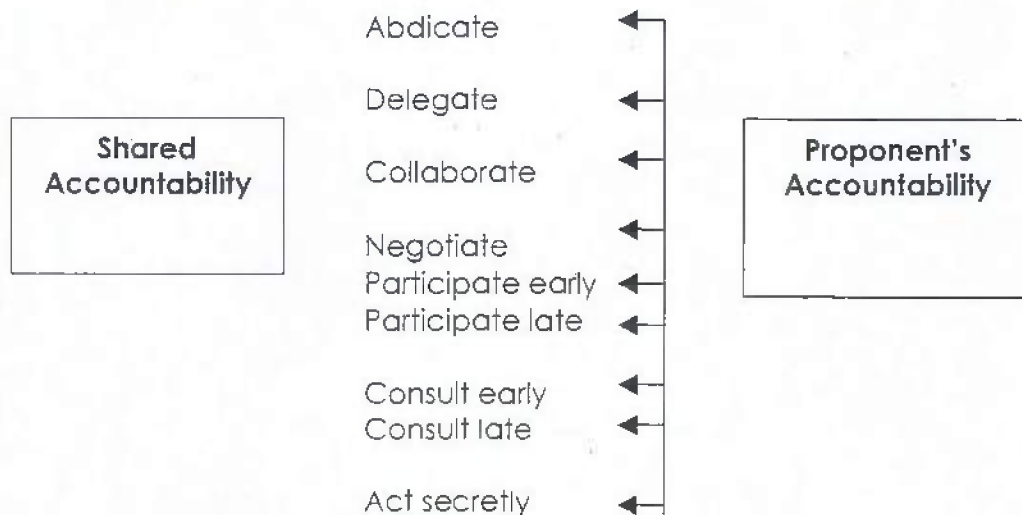 Shared
Accountability
Abdicate
Delegate
Collaborate
Negotiate
Participate early
Participate late
Consult early
Consult late
Act secretly
Proponent's
Accountability